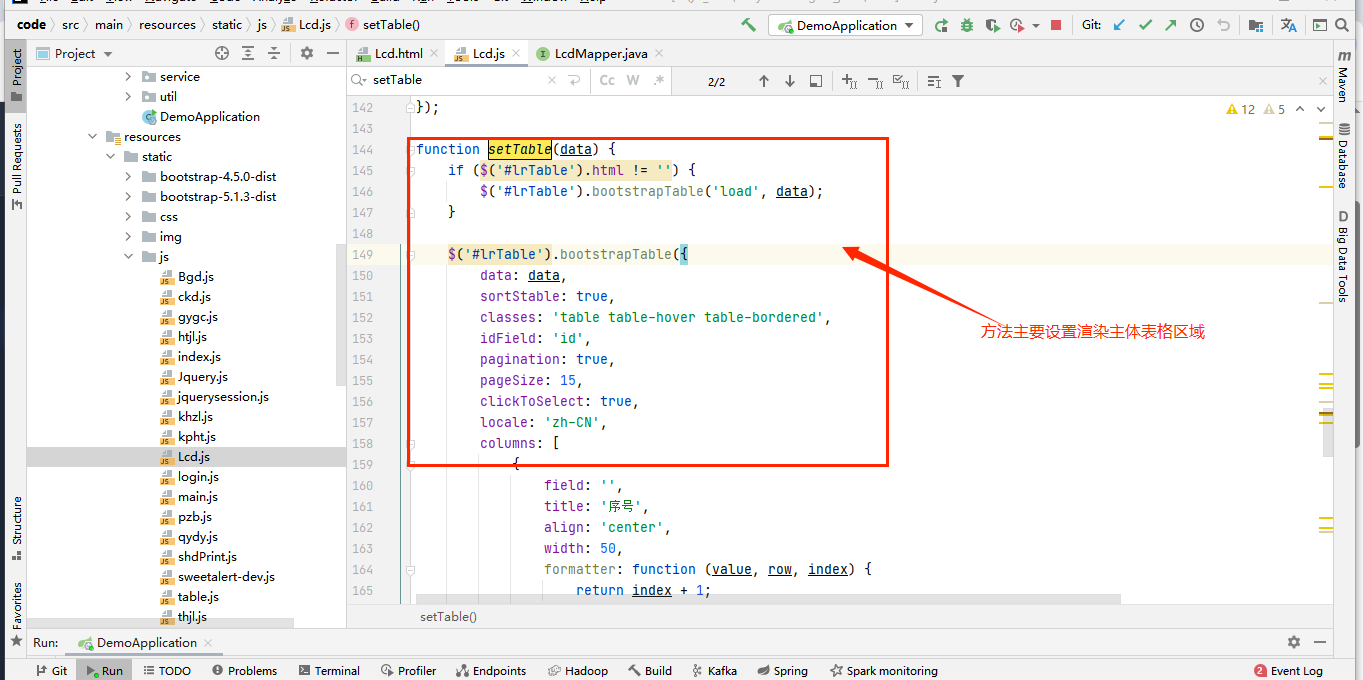 code
src
main
resources
static
js
Lcd.js
setTable()
DemoApplication
Git:
Project
Lcd.html
Lcd.js
LcdMapper.java
setTable
Cc
W
.*
2/2
Project
Pull Requests
Structure
Favorites
service
util
DemoApplication
resources
static
bootstrap-4.5.0-dist
bootstrap-5.1.3-dist
css
img
js
Bgd.js
ckd.js
gygc.js
htjl.js
index.js
Jquery.js
jquerysession.js
khzl.js
kpht.js
Lcd.js
login.js
main.js
pzb.js
qydy.js
shdPrint.js
sweetalert-dev.js
table.js
thjl.js
12
5
142 });
143
144 function setTable(data) {
145 if ($('#lrTable').html != '') {
146 $('#lrTable').bootstrapTable('load', data);
147 }
148
149 $('#lrTable').bootstrapTable({
150 data: data,
151 sortStable: true,
152 classes: 'table table-hover table-bordered',
153 idField: 'id',
154 pagination: true,
155 pageSize: 15,
156 clickToSelect: true,
157 locale: 'zh-CN',
158 columns: [
159 {
160 field: '',
161 title: '序号',
162 align: 'center',
163 width: 50,
164 formatter: function (value, row, index) {
165 return index + 1;
方法主要设置渲染主体表格区域
setTable()
m
Maven
Database
D
Big Data Tools
Run:
DemoApplication
Git
Run
TODO
Problems
Terminal
Profiler
Endpoints
Hadoop
Build
Kafka
Spring
Spark monitoring
2
Event Log